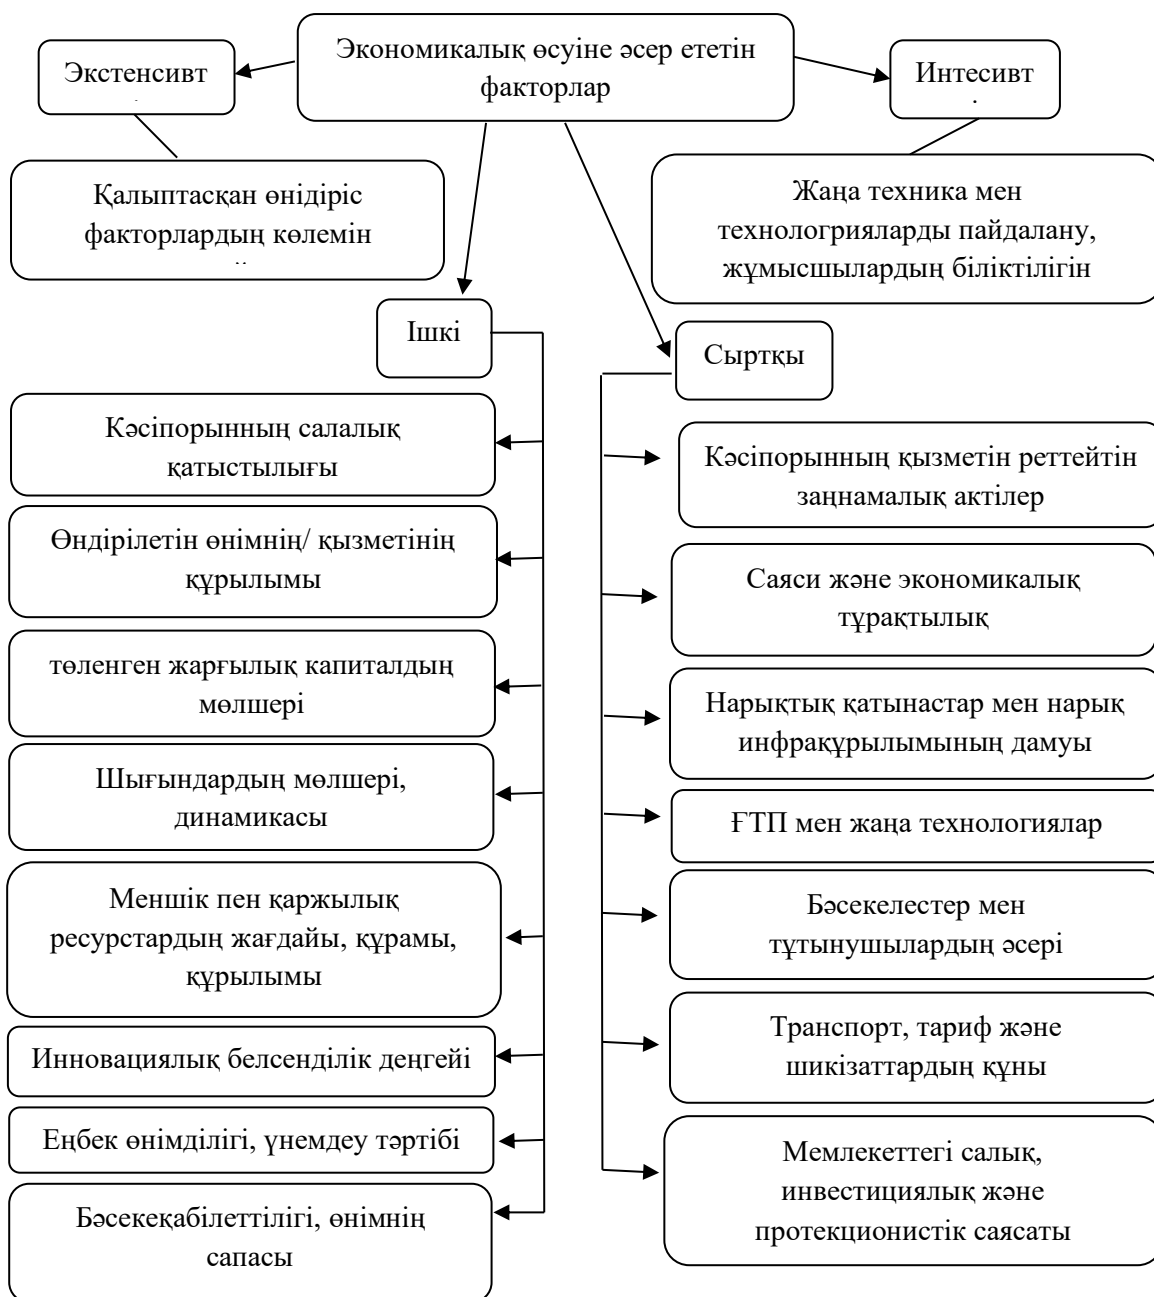 Экономикалық өсуіне әсер ететін
факторлар
Экстенсивт
Интесивт
Қалыптасқан өнідіріс
факторлардың көлемін
Жаңа техника мен
технологрияларды пайдалану,
жұмысшылардың біліктілігін
Ішкі
Сыртқы
Кәсіпорынның салалық
қатыстылығы
Өндірілетін өнімнің/ қызметінің
құрылымы
төленген жарғылық капиталдың
мөлшері
Шығындардың мөлшері,
динамикасы
Меншік пен қаржылық
ресурстардың жағдайы, құрамы,
құрылымы
Инновациялық белсенділік деңгейі
Еңбек өнімділігі, үнемдеу тәртібі
Бәсекеқабілеттілігі, өнімнің
сапасы
Кәсіпорынның қызметін реттейтін
заңнамалық актілер
Саяси және экономикалық
тұрақтылық
Нарықтық қатынастар мен нарық
инфрақұрылымының дамуы
ҒТП мен жаңа технологиялар
Бәсекелестер мен
тұтынушылардың әсері
Транспорт, тариф және
шикізаттардың құны
Мемлекеттегі салық,
инвестициялық және
протекционистік саясаты